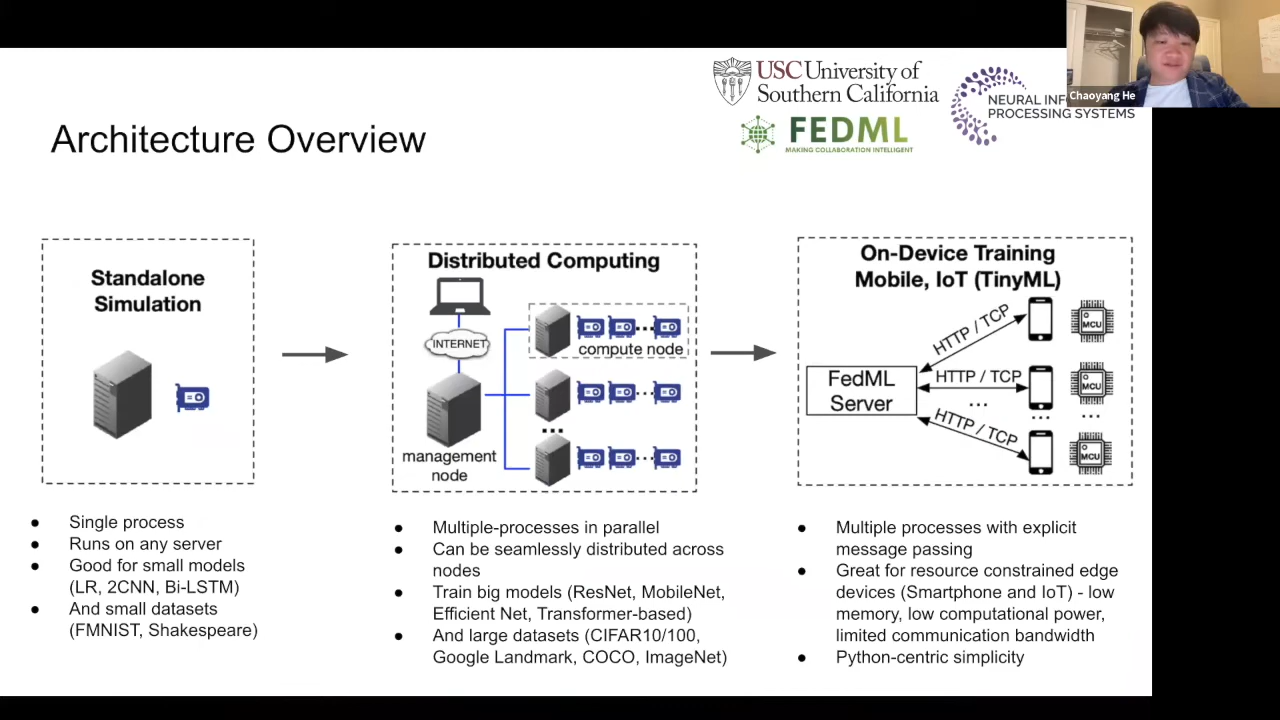 USC University of
Southern California
FEDML
MAKING COLLABORATION INTELLIGENT
NEURAL
PROCESSING SYSTEMS
Chaoyang He
Architecture Overview
Standalone
Simulation
Distributed Computing
INTERNET
compute node
...
management
node
On-Device Training
Mobile, IoT (TinyML)
FedML
Server
HTTP / TCP
HTTP / TCP
...
HTTP / TCP
MCU
MCU
... ...
MCU
● Single process
● Runs on any server
● Good for small models
(LR, 2CNN, Bi-LSTM)
● And small datasets
(FMNIST, Shakespeare)
● Multiple-processes in parallel
● Can be seamlessly distributed across
nodes
● Train big models (ResNet, MobileNet,
Efficient Net, Transformer-based)
● And large datasets (CIFAR10/100,
Google Landmark, COCO, ImageNet)
● Multiple processes with explicit
message passing
● Great for resource constrained edge
devices (Smartphone and IoT) - low
memory, low computational power,
limited communication bandwidth
● Python-centric simplicity